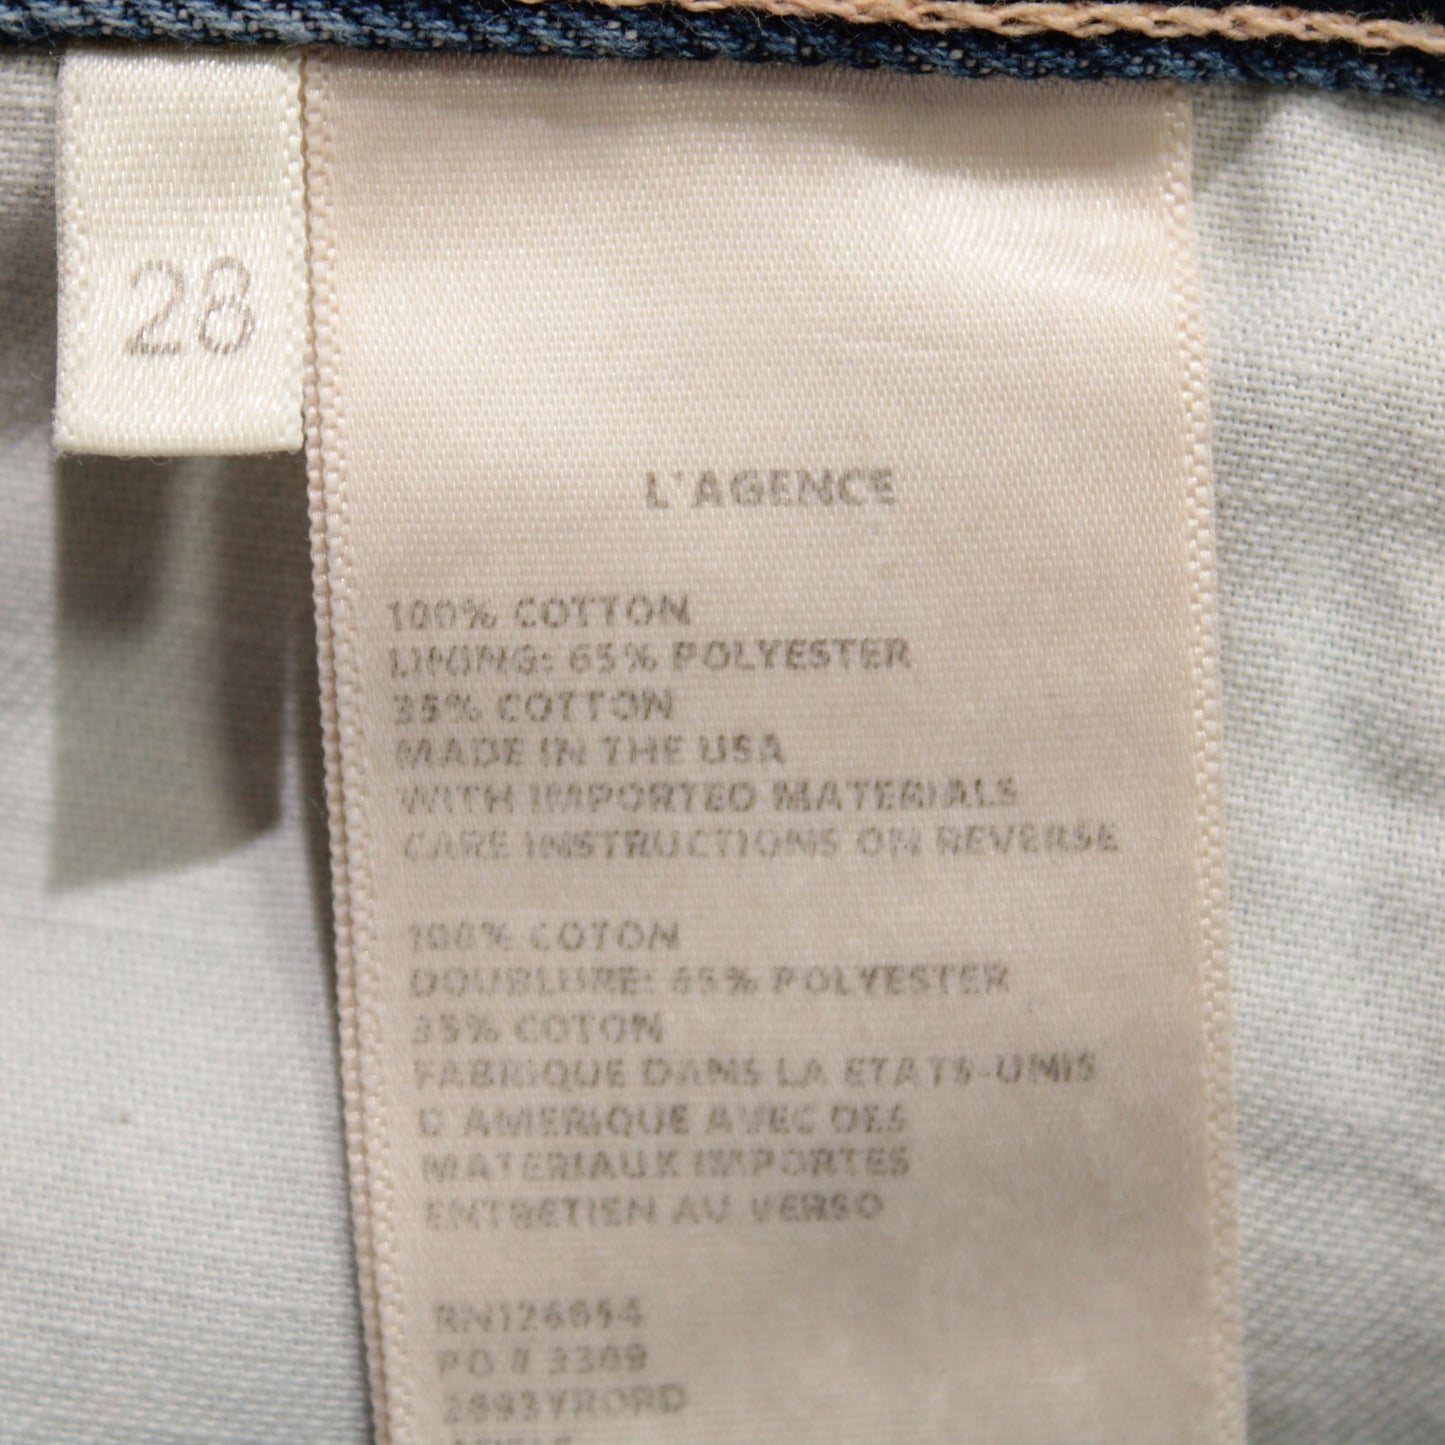 28
L'AGENCE
100% COTTON
LINING: 65% POLYESTER
35% COTTON
MADE IN THE USA
WITH IMPORTED MATERIALS
CARE INSTRUCTIONS ON REVERSE
100% COTON
DOUBLURE: 65% POLYESTER
35% COTON
FABRIQUE DANS LA ETATS-UNIS
D'AMERIQUE AVEC DES
MATERIAUX IMPORTES
ENTRETIEN AU VERSO
RN126654
PO # 3309
2693YRORD